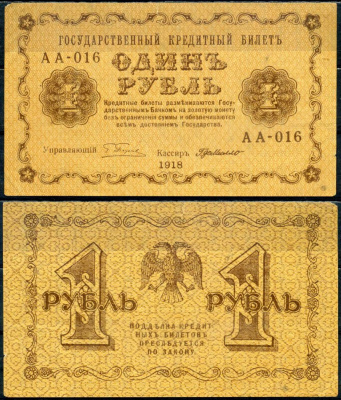 ГОСУДАРСТВЕННЫЙ КРЕДИТНЫЙ БИЛЕТЪ
АА-016
ОДИНЪ
РУБЛЬ
1
1
Кредитные билеты размѣниваются Госу-
дарственнымъ Банкомъ на золотую монету
безъ ограниченія суммы и обезпечиваются
всѣмъ достояніемъ Государства.
АА-016
Управляющій
Кассиръ
1918
1
РУБЛЬ
1
РУБЛЬ
ПОДДѢЛКА КРЕДИТ
НЫХЪ БИЛЕТОВЪ
ПРЕСЛѢДУЕТСЯ
ПО ЗАКОНУ.